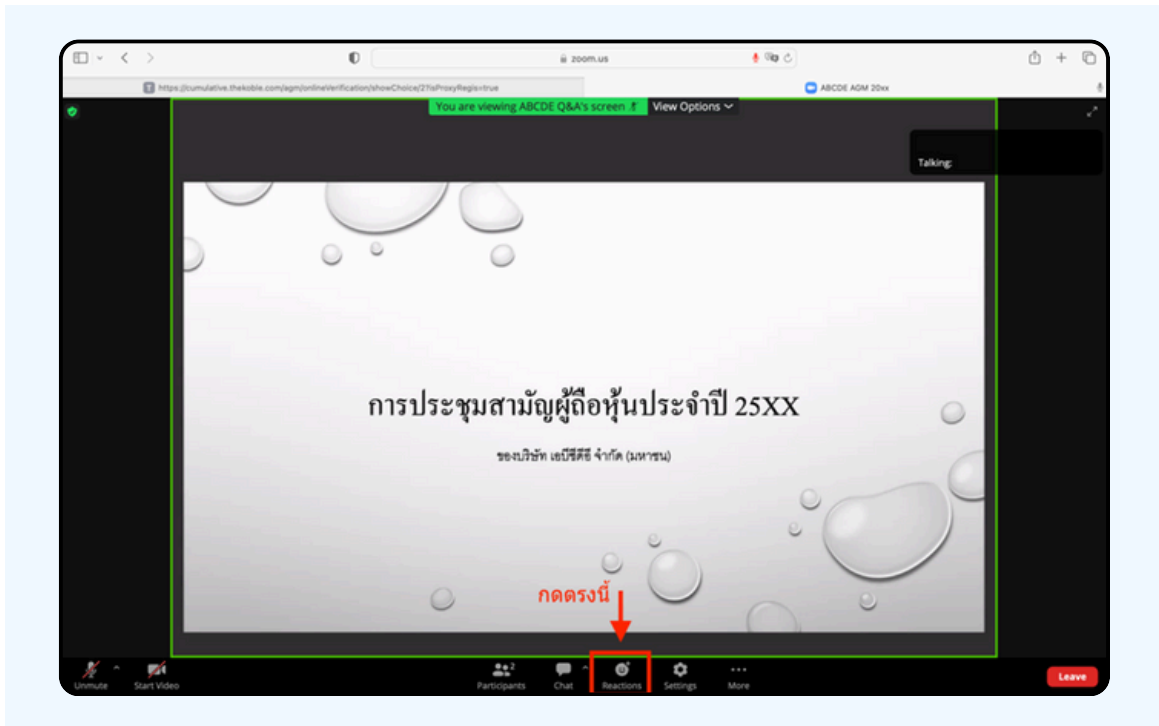 zoom.us
https://cumulative.thekoble.com/agm/onlineVerification/showChoice/2?isProxyRegis=true
ABCDE AGM 20xx
You are viewing ABCDE Q&A's screen
View Options
Talking:
การประชุมสามัญผู้ถือหุ้นประจำปี 25XX
ของบริษัท เอบีซีดีอี จำกัด (มหาชน)
กดตรงนี้
Unmute
Start Video
Participants 2
Chat
Reactions
Settings
More
Leave